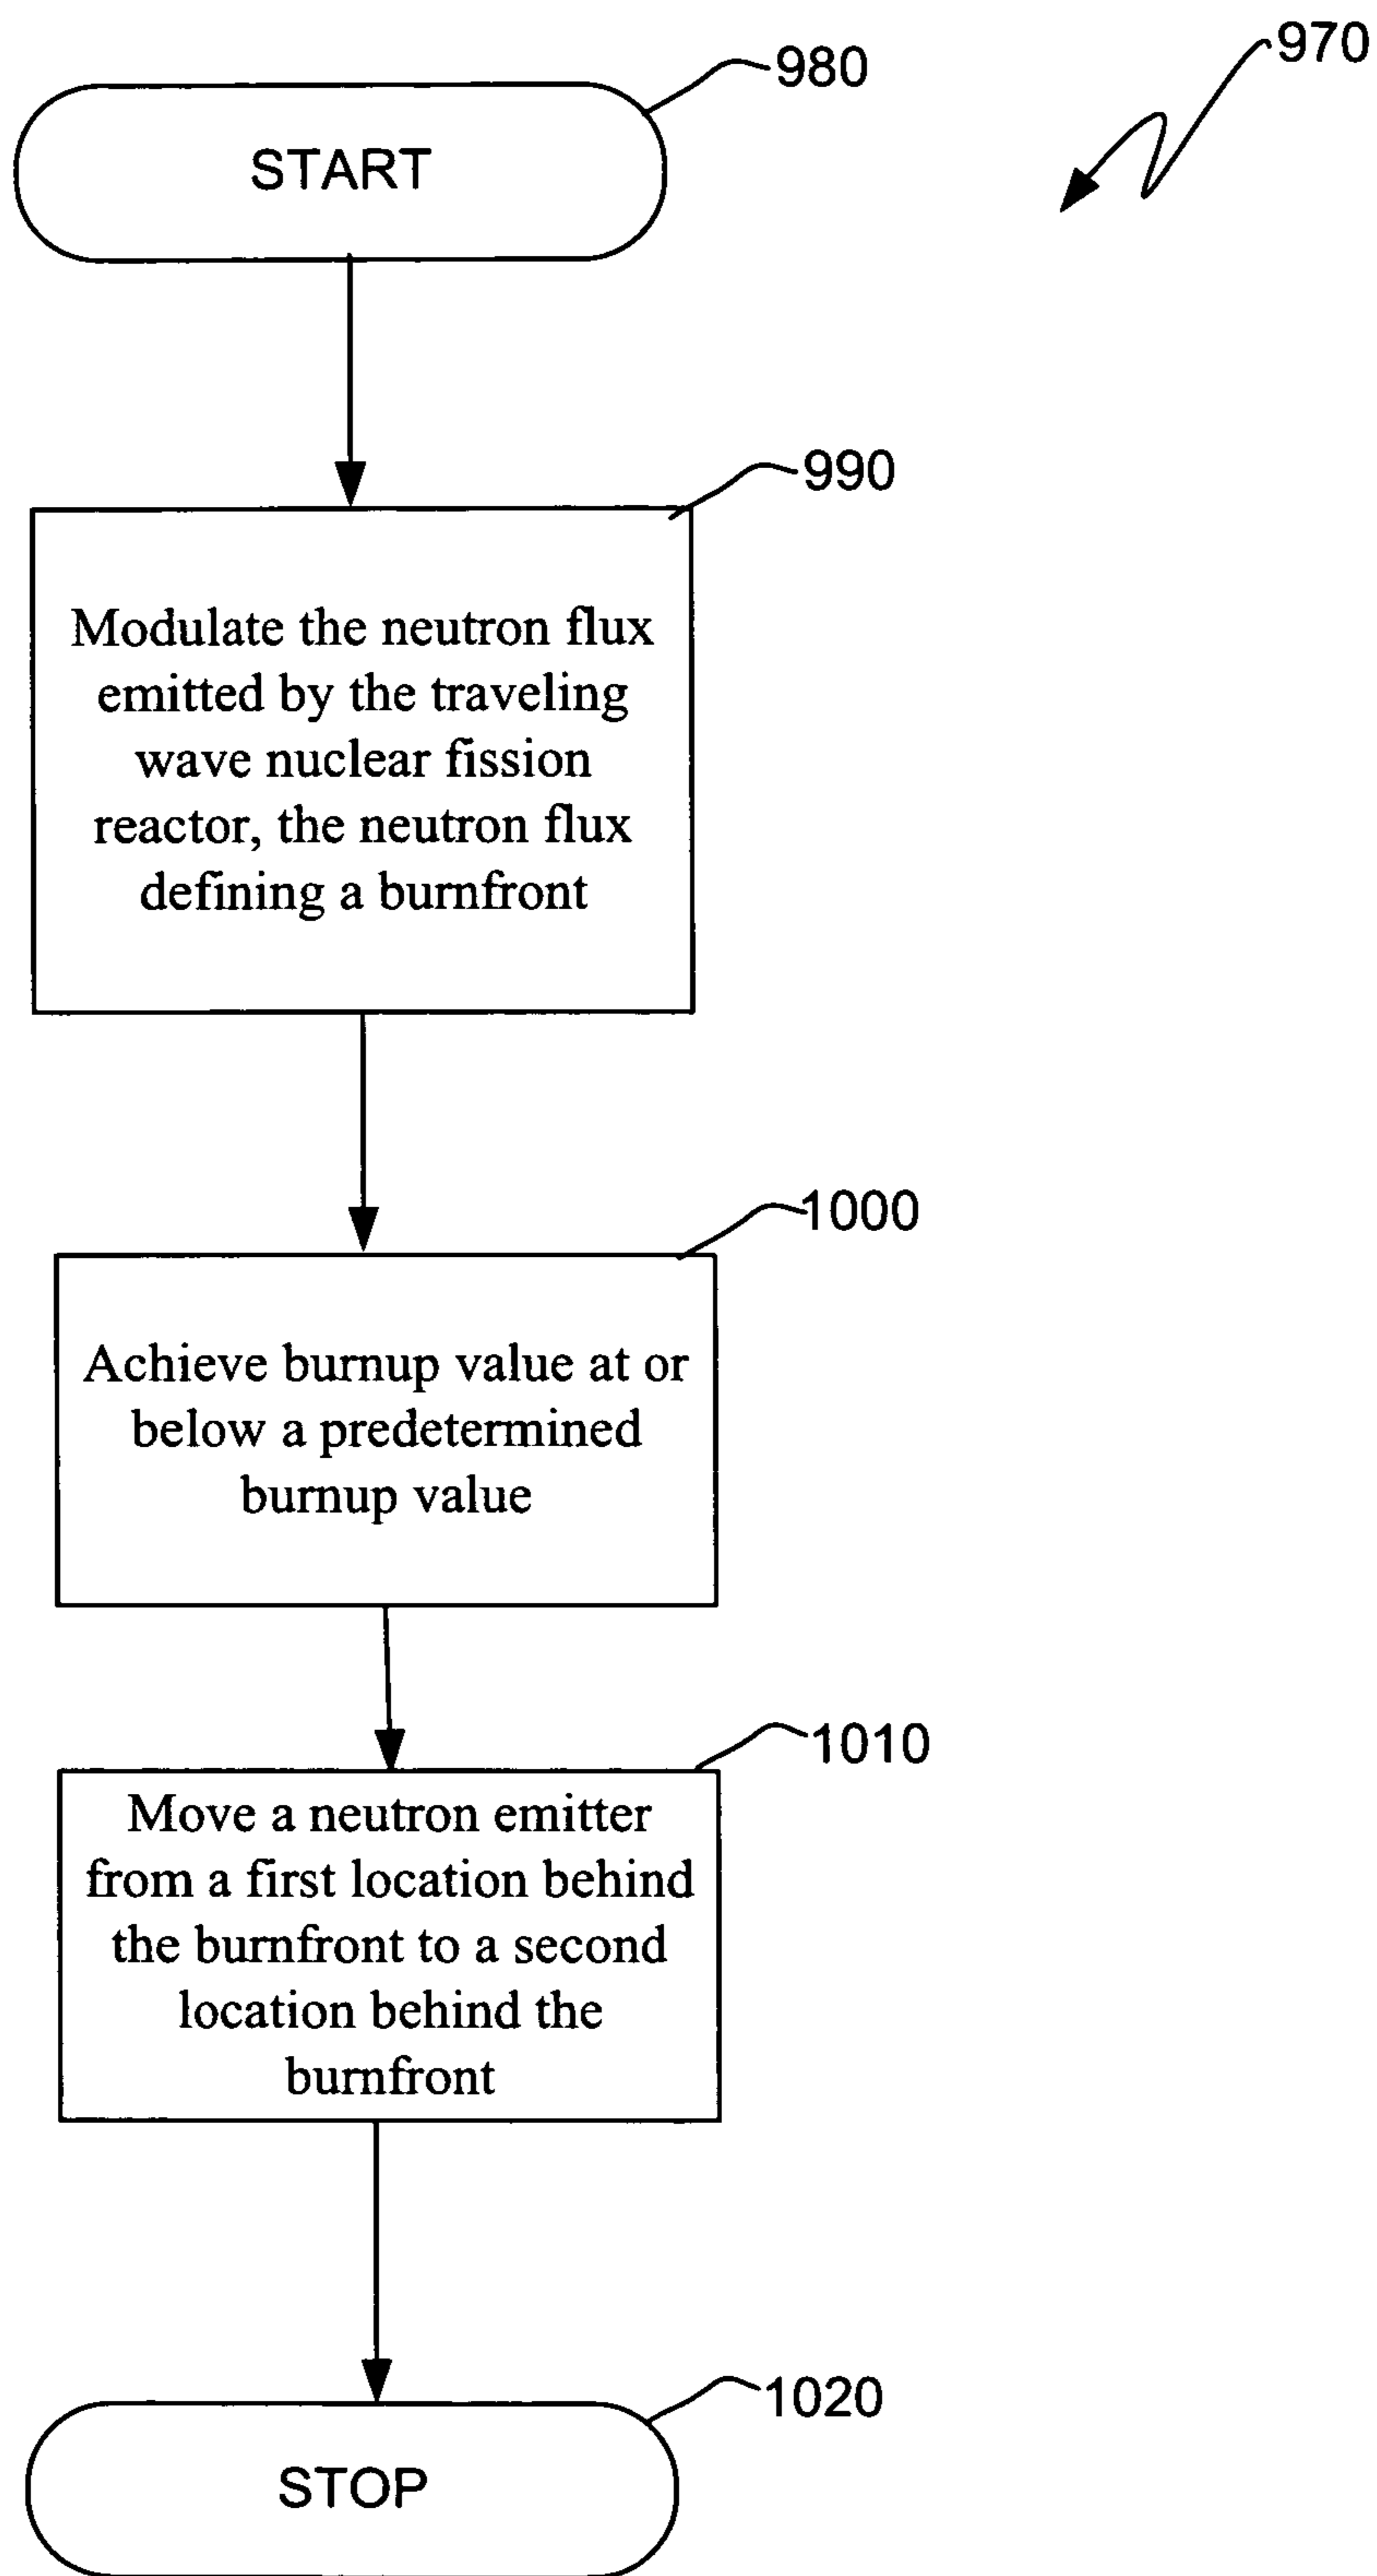 970
980
START
990
Modulate the neutron flux
emitted by the traveling
wave nuclear fission
reactor, the neutron flux
defining a burnfront
1000
Achieve burnup value at or
below a predetermined
burnup value
1010
Move a neutron emitter
from a first location behind
the burnfront to a second
location behind the
burnfront
1020
STOP